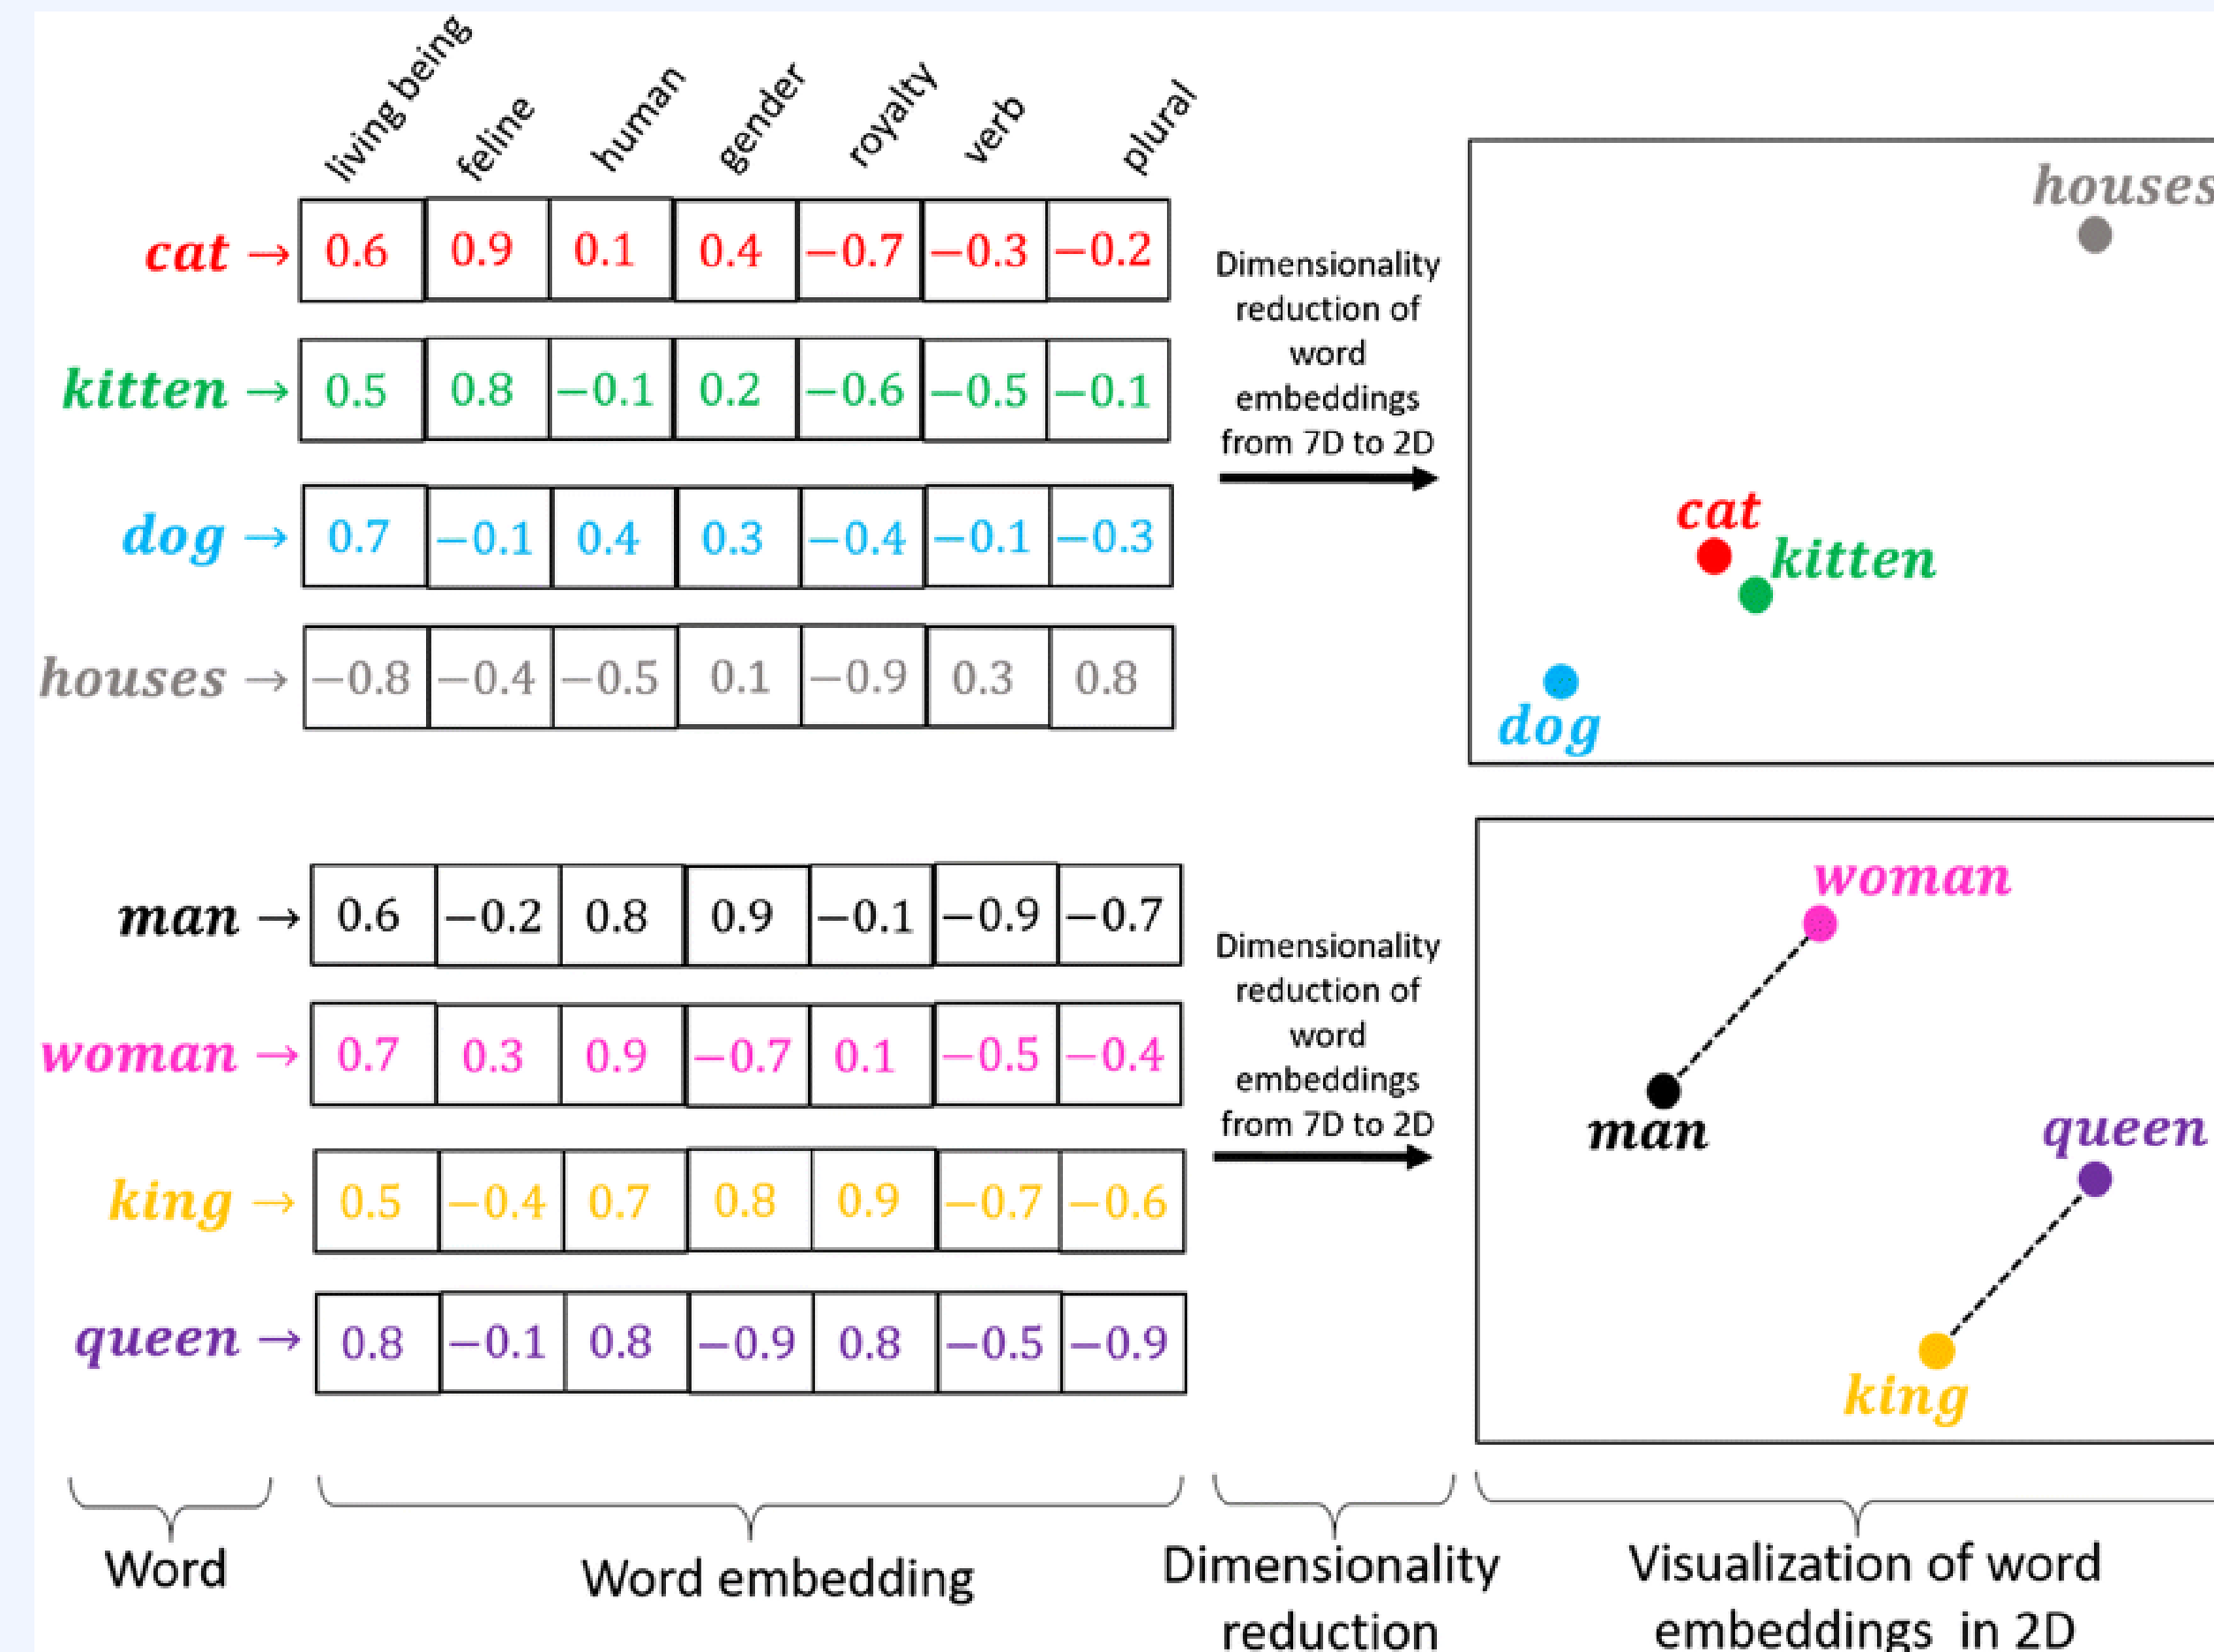 living being feline human gender royalty verb plural
cat → 0.6 0.9 0.1 0.4 −0.7 −0.3 −0.2
kitten → 0.5 0.8 −0.1 0.2 −0.6 −0.5 −0.1
dog → 0.7 −0.1 0.4 0.3 −0.4 −0.1 −0.3
houses → −0.8 −0.4 −0.5 0.1 −0.9 0.3 0.8
Dimensionality
reduction of
word
embeddings
from 7D to 2D
houses
cat
kitten
dog
man → 0.6 −0.2 0.8 0.9 −0.1 −0.9 −0.7
woman → 0.7 0.3 0.9 −0.7 0.1 −0.5 −0.4
king → 0.5 −0.4 0.7 0.8 0.9 −0.7 −0.6
queen → 0.8 −0.1 0.8 −0.9 0.8 −0.5 −0.9
Dimensionality
reduction of
word
embeddings
from 7D to 2D
woman
man
queen
king
Word
Word embedding
Dimensionality
reduction
Visualization of word
embeddings in 2D